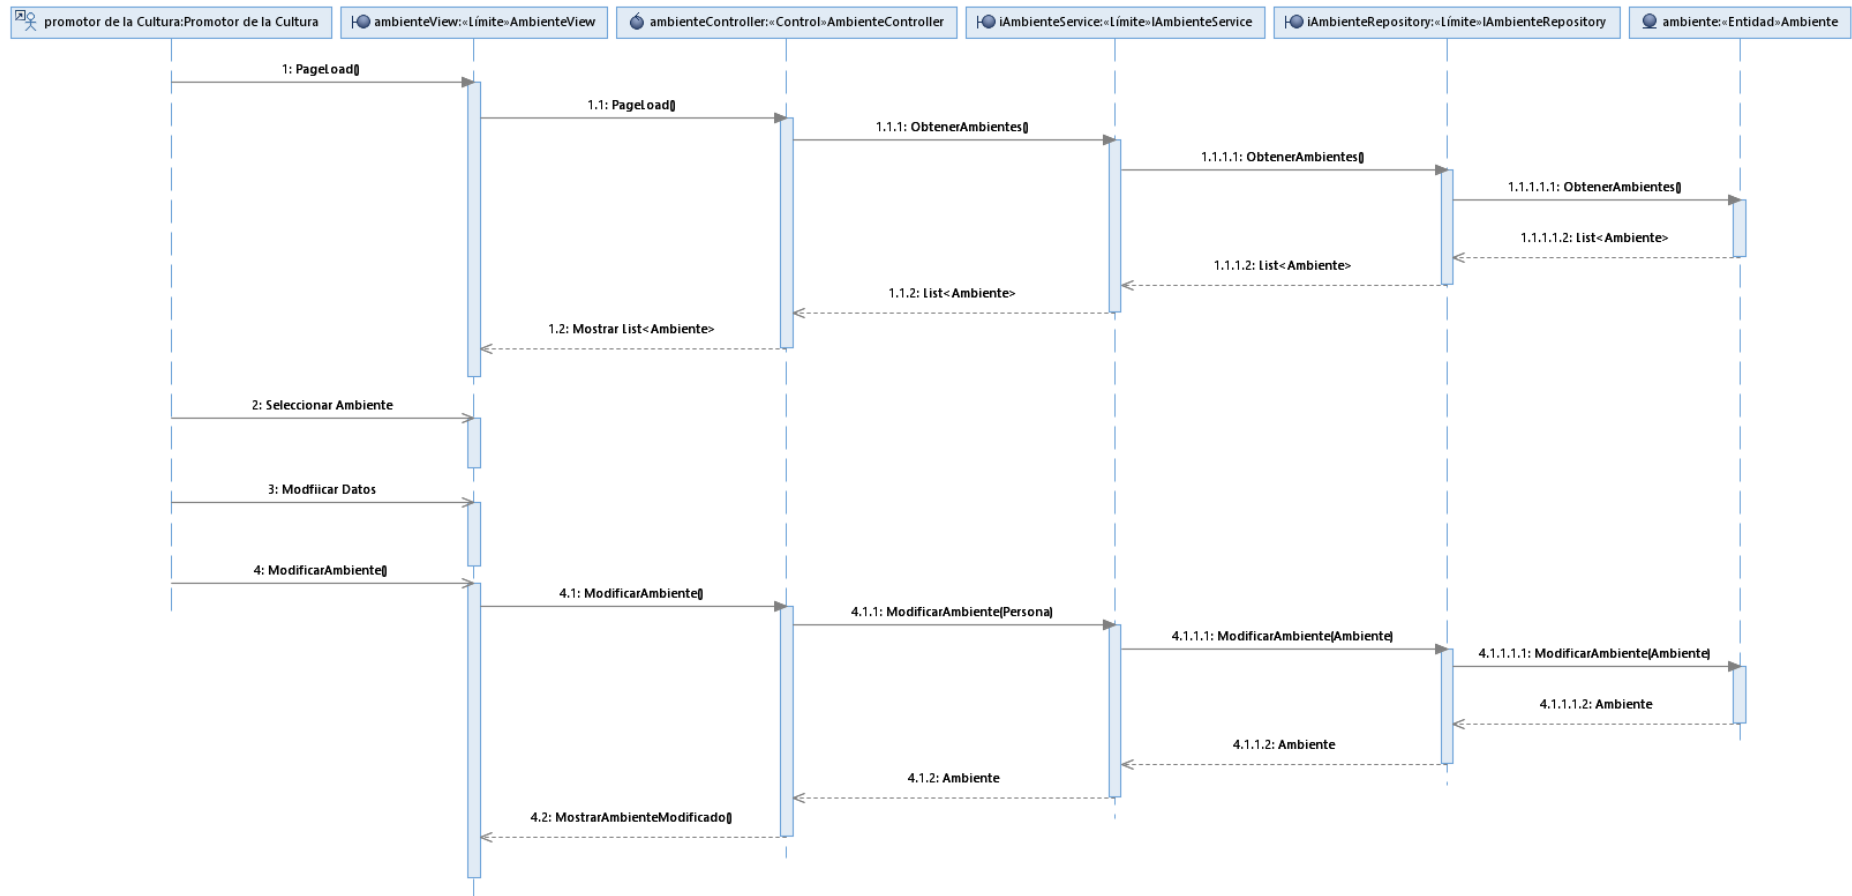 promotor de la Cultura:Promotor de la Cultura
ambienteView:«Límite»AmbienteView
ambienteController:«Control»AmbienteController
iAmbienteService:«Límite»IAmbienteService
iAmbienteRepository:«Límite»IAmbienteRepository
ambiente:«Entidad»Ambiente
1: PageLoad()
1.1: PageLoad()
1.1.1: ObtenerAmbientes()
1.1.1.1: ObtenerAmbientes()
1.1.1.1.1: ObtenerAmbientes()
1.1.1.1.2: List<Ambiente>
1.1.1.2: List<Ambiente>
1.1.2: List<Ambiente>
1.2: Mostrar List<Ambiente>
2: Seleccionar Ambiente
3: Modfiicar Datos
4: ModificarAmbiente()
4.1: ModificarAmbiente()
4.1.1: ModificarAmbiente(Persona)
4.1.1.1: ModificarAmbiente(Ambiente)
4.1.1.1.1: ModificarAmbiente(Ambiente)
4.1.1.1.2: Ambiente
4.1.1.2: Ambiente
4.1.2: Ambiente
4.2: MostrarAmbienteModificado()